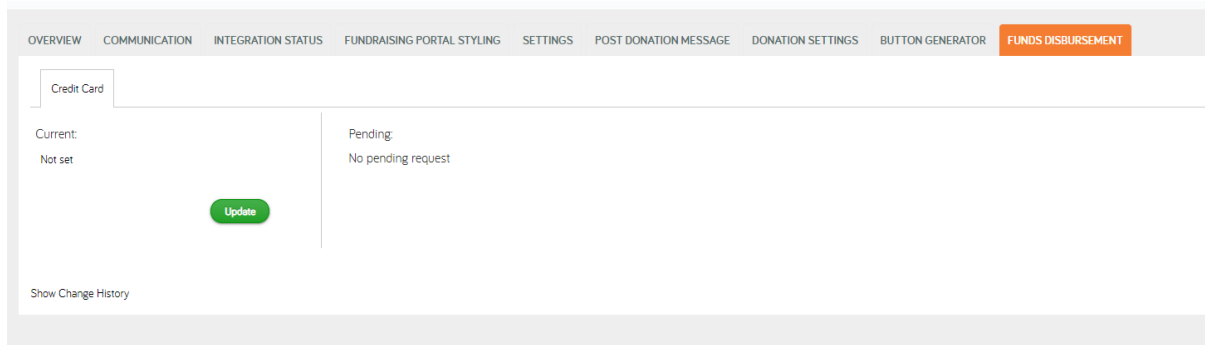 OVERVIEW COMMUNICATION INTEGRATION STATUS FUNDRAISING PORTAL STYLING SETTINGS POST DONATION MESSAGE DONATION SETTINGS BUTTON GENERATOR FUNDS DISBURSEMENT
Credit Card
Current:
Not set
Update
Pending:
No pending request
Show Change History